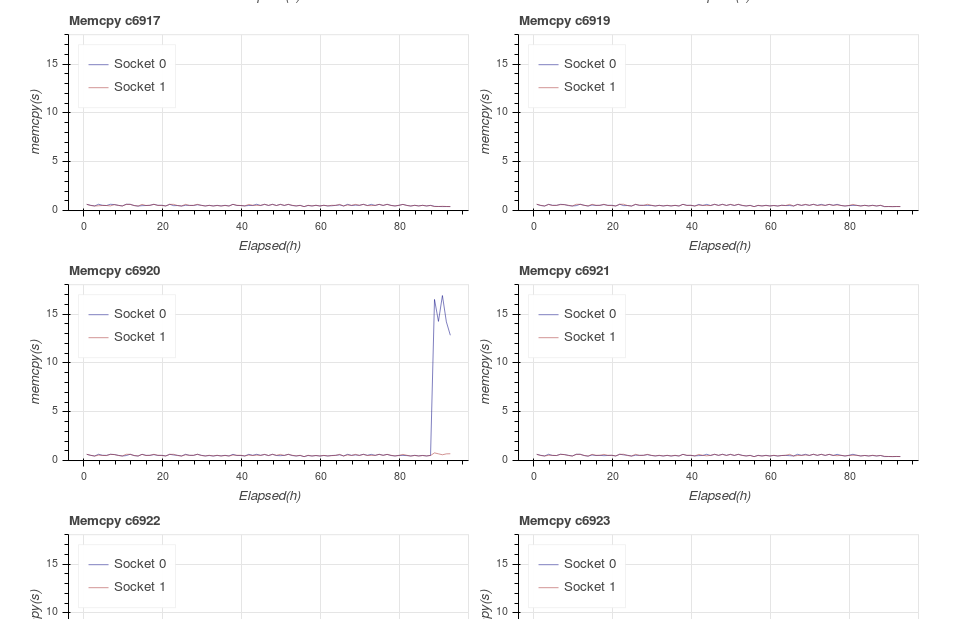 Memcpy c6917
Memcpy c6919
15
Socket 0
Socket 1
10
memcpy(s)
5
0
0 20 40 60 80
Elapsed(h)
15
Socket 0
Socket 1
10
memcpy(s)
5
0
0 20 40 60 80
Elapsed(h)
Memcpy c6920
Memcpy c6921
15
Socket 0
Socket 1
10
memcpy(s)
5
0
0 20 40 60 80
Elapsed(h)
15
Socket 0
Socket 1
10
memcpy(s)
5
0
0 20 40 60 80
Elapsed(h)
Memcpy c6922
Memcpy c6923
15
Socket 0
Socket 1
10
py(s)
15
Socket 0
Socket 1
10
py(s)